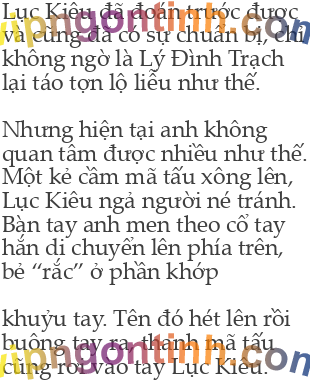 Lục Kiêu đã đoán trước được
và cũng đã có sự chuẩn bị, chỉ
không ngờ là Lý Đình Trạch
lại táo tợn lộ liễu như thế.
Nhưng hiện tại anh không
quan tâm được nhiều như thế.
Một kẻ cầm mã tấu xông lên,
Lục Kiêu ngả người né tránh.
Bàn tay anh men theo cổ tay
hắn di chuyển lên phía trên,
bẻ “rắc” ở phần khớp
khuỷu tay. Tên đó hét lên rồi
buông tay ra, thanh mã tấu
cũng rơi vào tay Lục Kiêu.
vipngontinh.com
vipngontinh.com